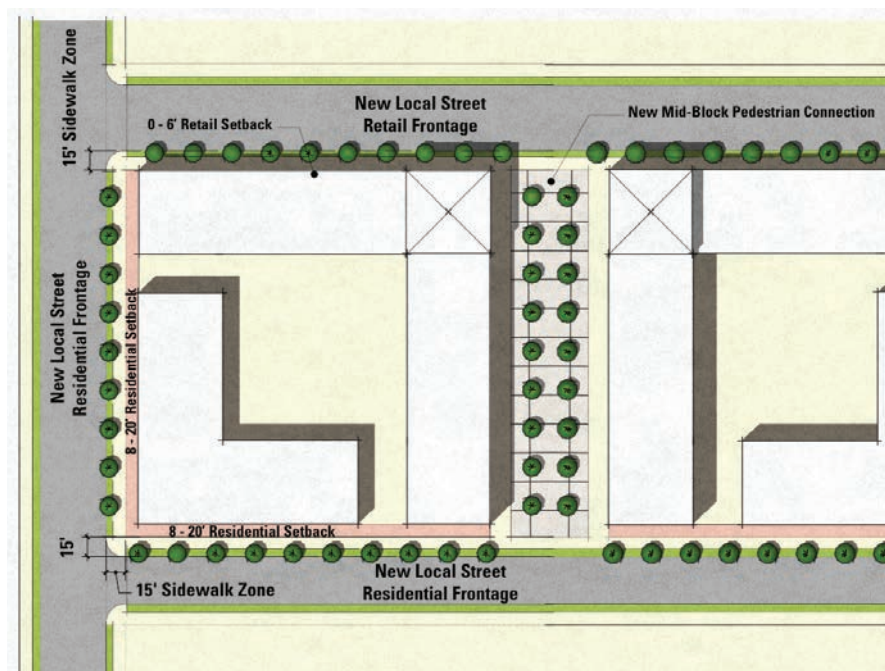 15' Sidewalk Zone
New Local Street
Retail Frontage
0 - 6' Retail Setback
New Mid-Block Pedestrian Connection
New Local Street
Residential Frontage
8 - 20' Residential Setback
8 - 20' Residential Setback
15'
15' Sidewalk Zone
New Local Street
Residential Frontage